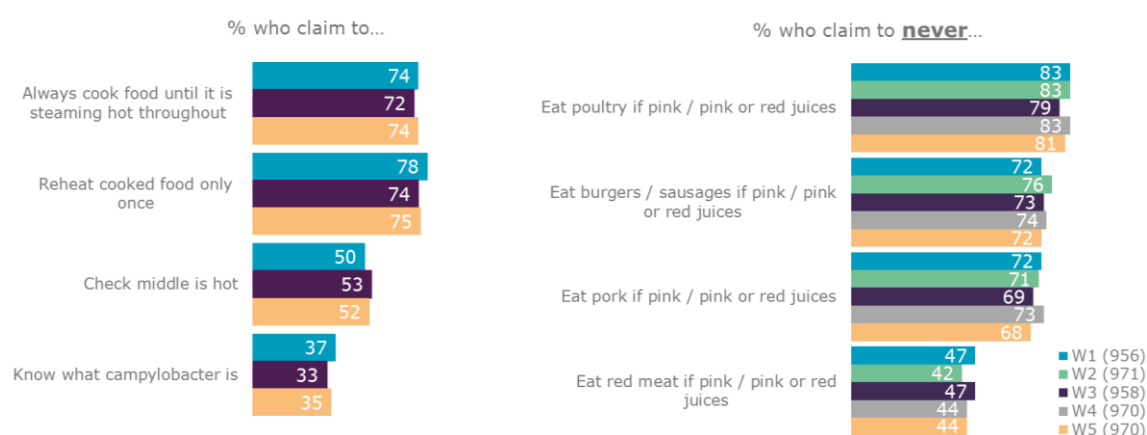 % who claim to…
Always cook food until it is
steaming hot throughout
74
72
74
Reheat cooked food only
once
78
74
75
Check middle is hot
50
53
52
Know what campylobacter is
37
33
35
% who claim to never…
Eat poultry if pink / pink or red juices
83
83
79
83
81
Eat burgers / sausages if pink / pink
or red juices
72
76
73
74
72
Eat pork if pink / pink or red juices
72
71
69
73
68
Eat red meat if pink / pink or red
juices
47
42
47
44
44
W1 (956)
W2 (971)
W3 (958)
W4 (970)
W5 (970)